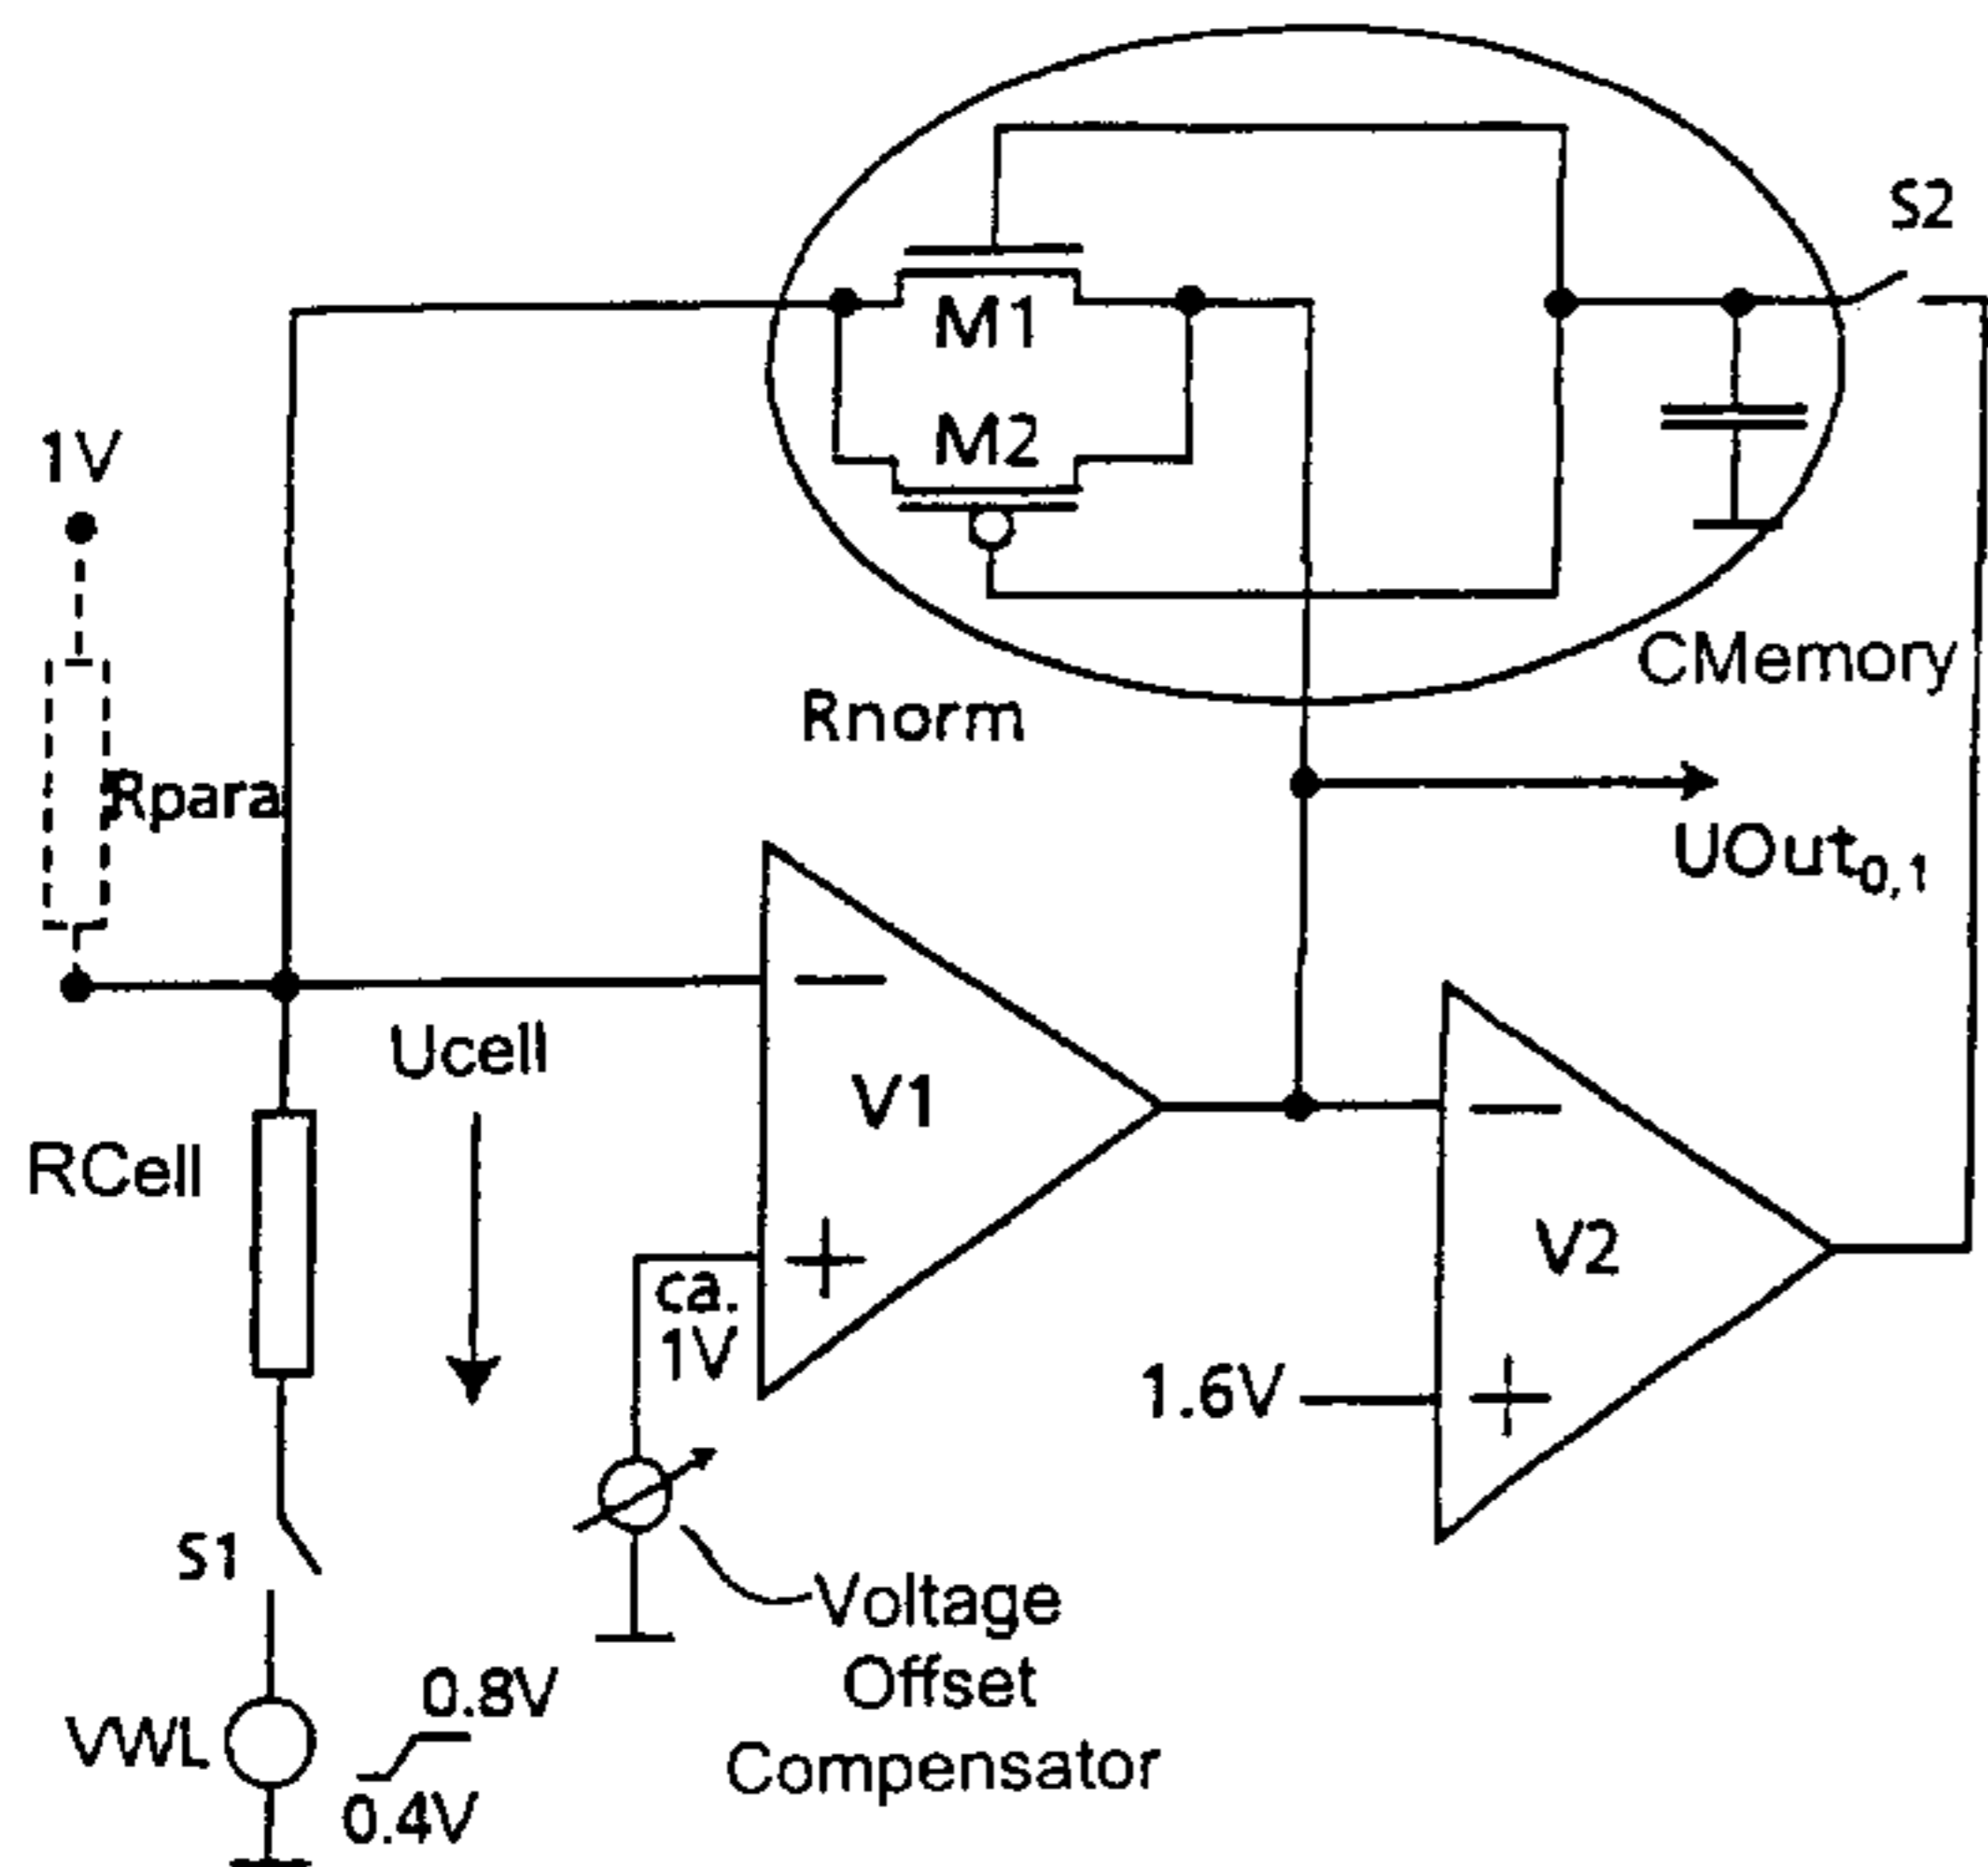 S2
M1
M2
1V
CMemory
Rnorm
Rpara
UOut0,1
−
Ucell
V1
−
RCell
+
V2
ca.
1V
1.6V
+
S1
Voltage
Offset
Compensator
0.8V
VWL
0.4V